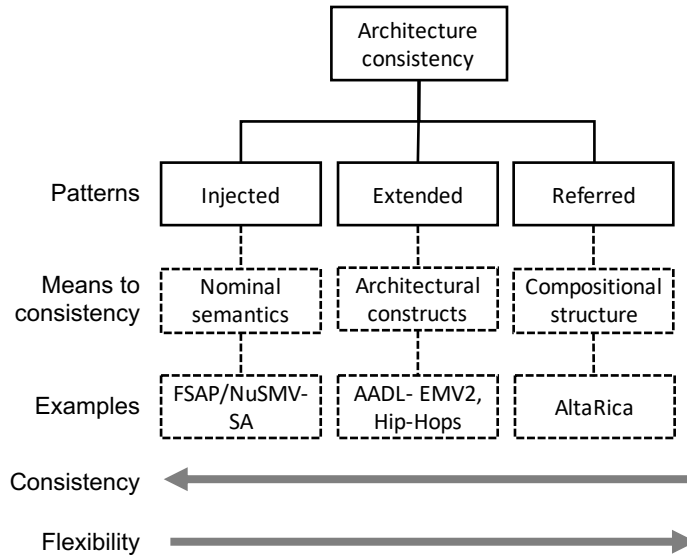 Architecture
consistency
Patterns
Injected
Extended
Referred
Means to
consistency
Nominal
semantics
Architectural
constructs
Compositional
structure
Examples
FSAP/NuSMV-
SA
AADL- EMV2,
Hip-Hops
AltaRica
Consistency
Flexibility